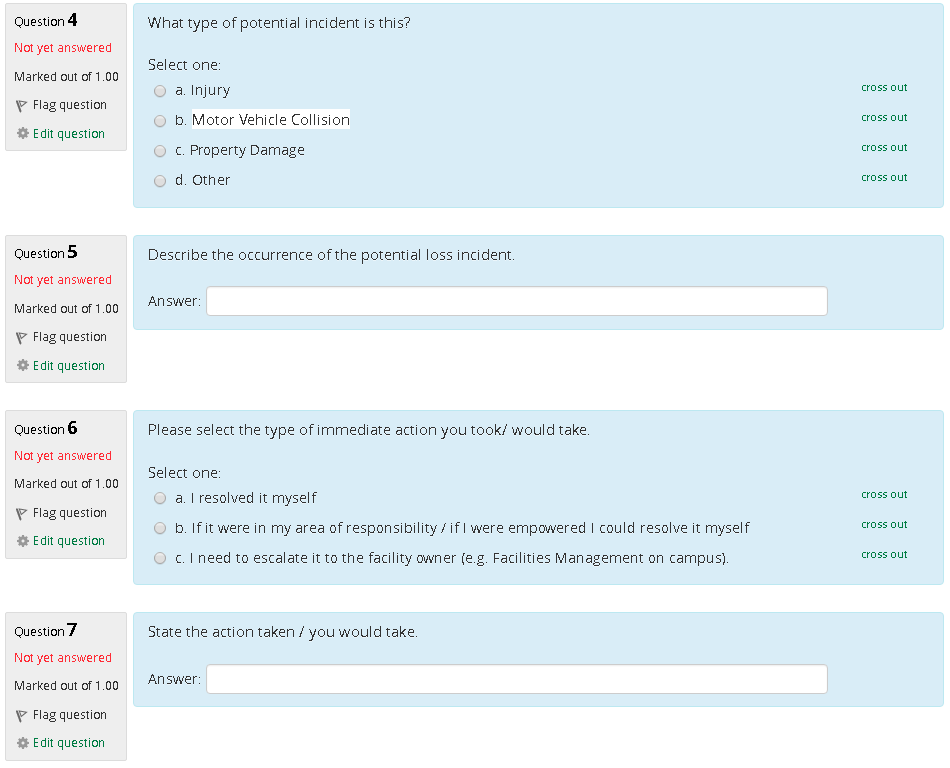 Question 4
Not yet answered
Marked out of 1.00
Flag question
Edit question
What type of potential incident is this?
Select one:
a. Injury
cross out
b. Motor Vehicle Collision
cross out
c. Property Damage
cross out
d. Other
cross out
Question 5
Not yet answered
Marked out of 1.00
Flag question
Edit question
Describe the occurrence of the potential loss incident.
Answer:
Question 6
Not yet answered
Marked out of 1.00
Flag question
Edit question
Please select the type of immediate action you took/ would take.
Select one:
a. I resolved it myself
cross out
b. If it were in my area of responsibility / if I were empowered I could resolve it myself
cross out
c. I need to escalate it to the facility owner (e.g. Facilities Management on campus).
cross out
Question 7
Not yet answered
Marked out of 1.00
Flag question
Edit question
State the action taken / you would take.
Answer: